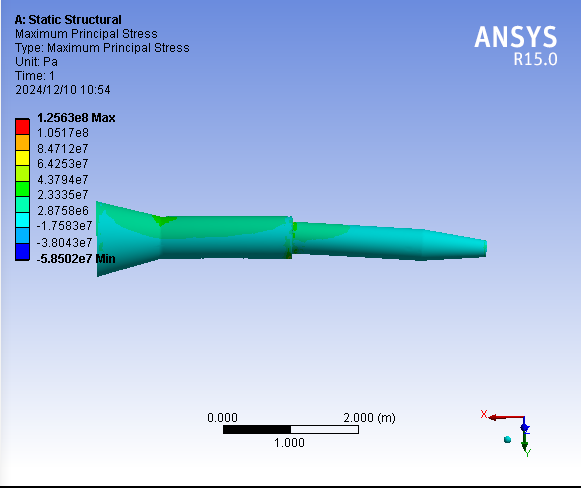 A: Static Structural
Maximum Principal Stress
Type: Maximum Principal Stress
Unit: Pa
Time: 1
2024/12/10 10:54
ANSYS
R15.0
1.2563e8 Max
1.0517e8
8.4712e7
6.4253e7
4.3794e7
2.3335e7
2.8758e6
-1.7583e7
-3.8043e7
-5.8502e7 Min
0.000 2.000 (m)
1.000
X
Y